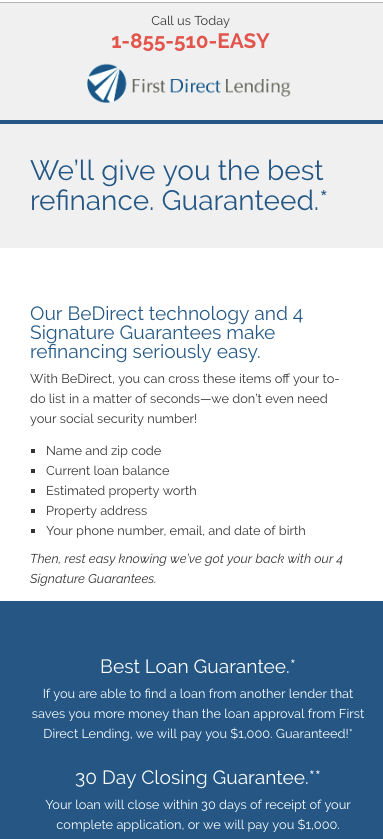 Call us Today
1-855-510-EASY
First Direct Lending
We'll give you the best
refinance. Guaranteed.*
Our BeDirect technology and 4
Signature Guarantees make
refinancing seriously easy.
With BeDirect, you can cross these items off your to-
do list in a matter of seconds—we don't even need
your social security number!
▪ Name and zip code
▪ Current loan balance
▪ Estimated property worth
▪ Property address
▪ Your phone number, email, and date of birth
Then, rest easy knowing we've got your back with our 4
Signature Guarantees.
Best Loan Guarantee.*
If you are able to find a loan from another lender that
saves you more money than the loan approval from First
Direct Lending, we will pay you $1,000. Guaranteed!*
30 Day Closing Guarantee.**
Your loan will close within 30 days of receipt of your
complete application, or we will pay you $1,000.